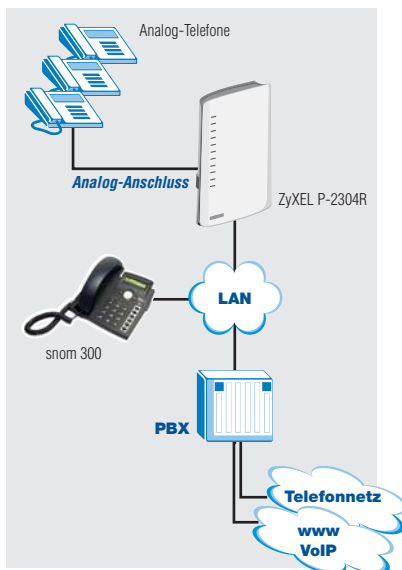 Analog-Telefone
Analog-Anschluss
ZyXEL P-2304R
LAN
snom 300
PBX
Telefonnetz
www
VoIP